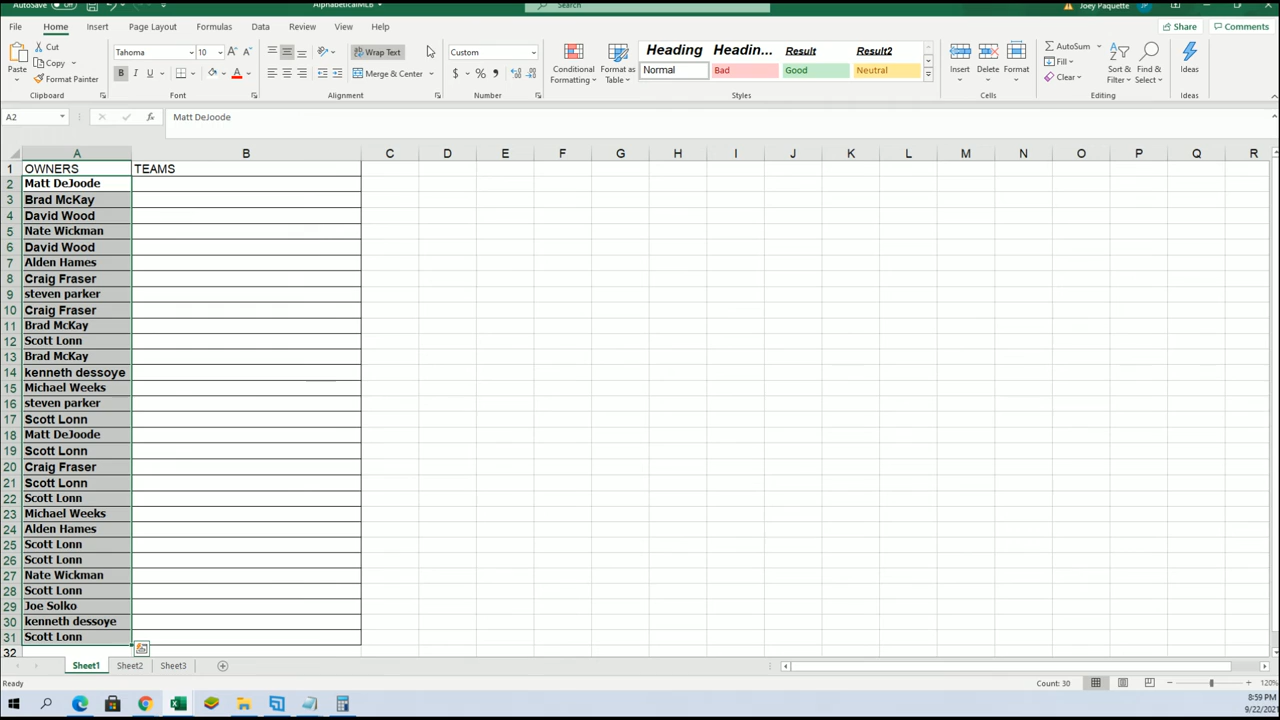 AutoSave
AlphabeticalMLB
Search
Joey Paquette
JP
File Home Insert Page Layout Formulas Data Review View Help
Share Comments
Paste
Cut
Copy
Format Painter
Clipboard
Tahoma 10
B I U
Font
Wrap Text
Merge & Center
Alignment
Custom
$ % 9
Number
Conditional
Formatting
Format as
Table
Heading Headin... Result Result2
Normal Bad Good Neutral
Styles
Insert Delete Format
Cells
AutoSum
Fill
Clear
Sort &
Filter
Find &
Select
Editing
Ideas
Ideas
A2 fx Matt DeJoode
A B C D E F G H I J K L M N O P Q R
1 OWNERS TEAMS
2 Matt DeJoode
3 Brad McKay
4 David Wood
5 Nate Wickman
6 David Wood
7 Alden Hames
8 Craig Fraser
9 steven parker
10 Craig Fraser
11 Brad McKay
12 Scott Lonn
13 Brad McKay
14 kenneth dessoye
15 Michael Weeks
16 steven parker
17 Scott Lonn
18 Matt DeJoode
19 Scott Lonn
20 Craig Fraser
21 Scott Lonn
22 Scott Lonn
23 Michael Weeks
24 Alden Hames
25 Scott Lonn
26 Scott Lonn
27 Nate Wickman
28 Scott Lonn
29 Joe Solko
30 kenneth dessoye
31 Scott Lonn
32
Sheet1 Sheet2 Sheet3
Ready
Count: 30
120%
8:59 PM